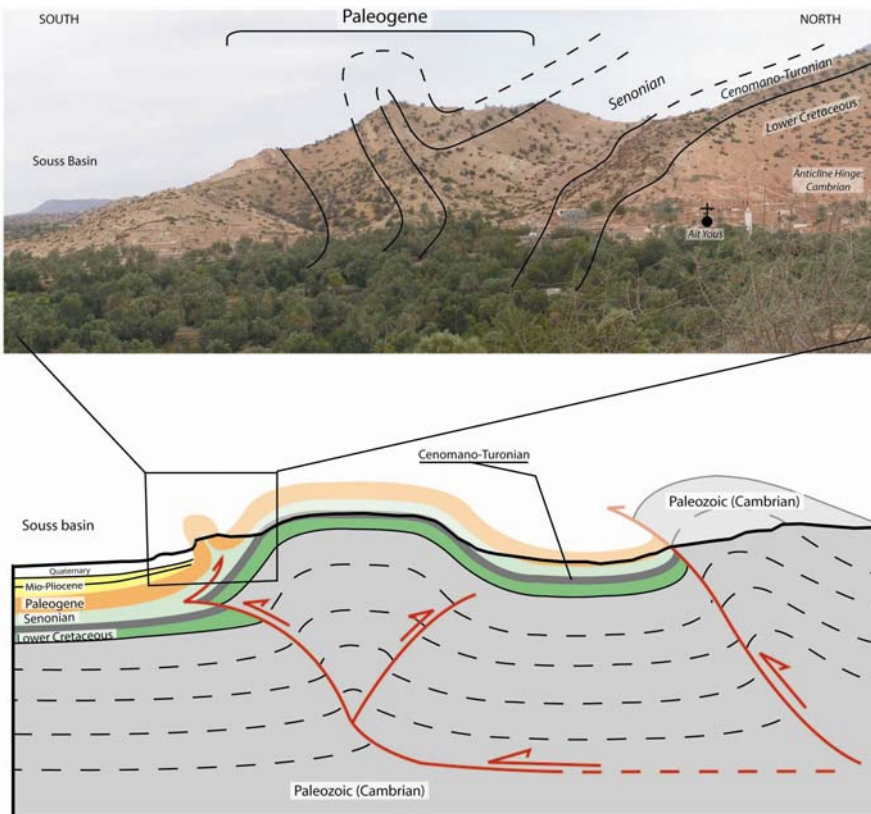 SOUTH
Paleogene
NORTH
Senonian
Cenomano-Turonian
Lower Cretaceous
Souss Basin
Anticline Hinge:
Cambrian
Ait Yous
Cenomano-Turonian
Paleozoic (Cambrian)
Souss basin
Quaternary
Mio-Pliocene
Paleogene
Senonian
Lower Cretaceous
Paleozoic (Cambrian)